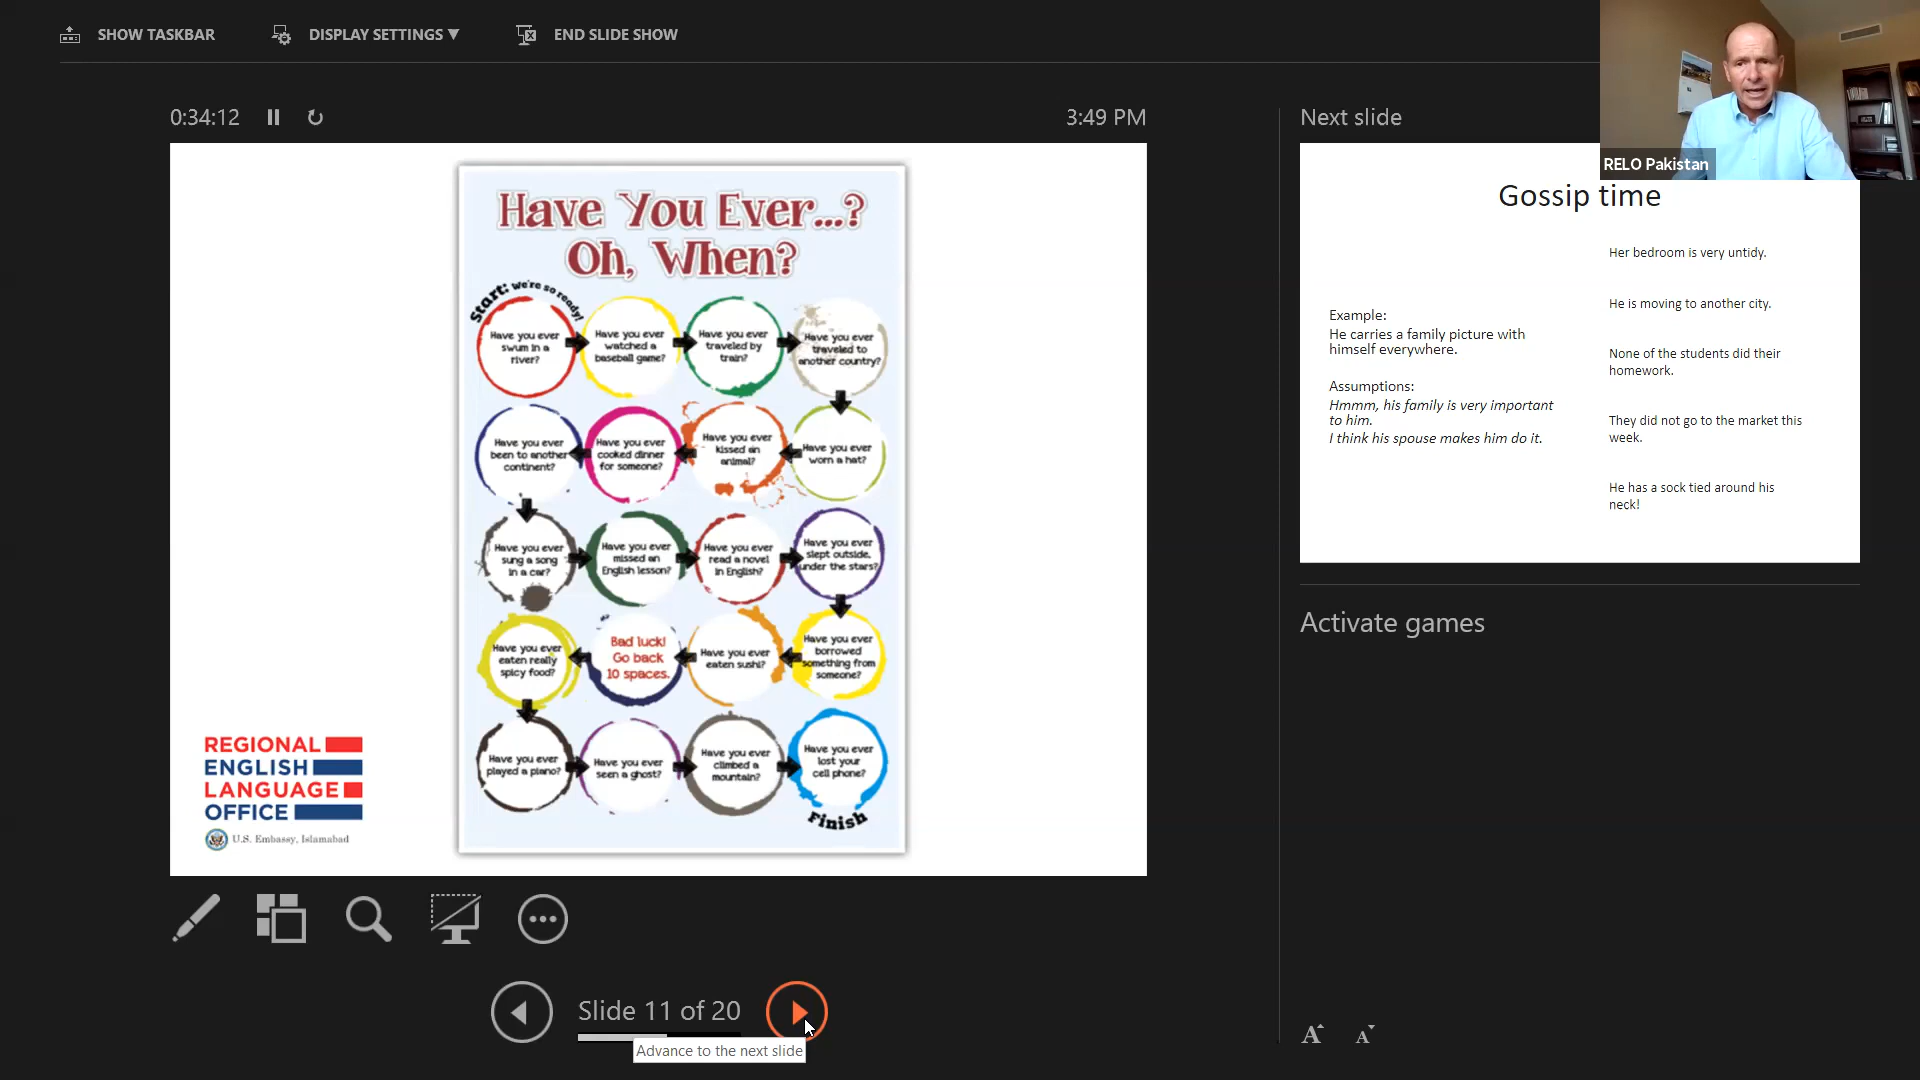 SHOW TASKBAR
DISPLAY SETTINGS ▼
END SLIDE SHOW
0:34:12
3:49 PM
Next slide
RELO Pakistan
Have You Ever...?
Oh, When?
Start: we're so ready!
Have you ever
swum in a
river?
Have you ever
watched a
baseball game?
Have you ever
traveled by
train?
Have you ever
traveled to
another country?
Have you ever
been to another
continent?
Have you ever
cooked dinner
for someone?
Have you ever
kissed an
animal?
Have you ever
worn a hat?
Have you ever
sung a song
in a car?
Have you ever
missed an
English lesson?
Have you ever
read a novel
in English?
Have you ever
slept outside,
under the stars?
Have you ever
eaten really
spicy food?
Bad luck!
Go back
10 spaces.
Have you ever
eaten sushi?
Have you ever
borrowed
something from
someone?
Have you ever
played a piano?
Have you ever
seen a ghost?
Have you ever
climbed a
mountain?
Have you ever
lost your
cell phone?
Finish
REGIONAL
ENGLISH
LANGUAGE
OFFICE
U.S. Embassy, Islamabad
Gossip time
Example:
He carries a family picture with
himself everywhere.
Assumptions:
Hmmm, his family is very important
to him.
I think his spouse makes him do it.
Her bedroom is very untidy.
He is moving to another city.
None of the students did their
homework.
They did not go to the market this
week.
He has a sock tied around his
neck!
Activate games
Slide 11 of 20
Advance to the next slide
A
A